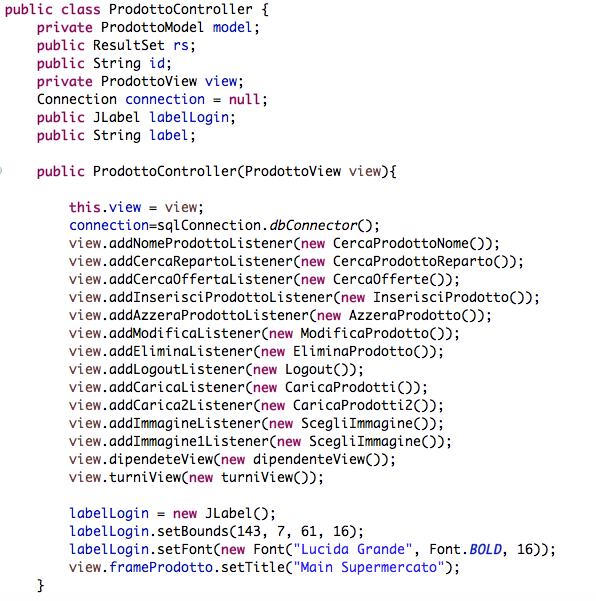 public class ProdottoController {
    private ProdottoModel model;
    public ResultSet rs;
    public String id;
    private ProdottoView view;
    Connection connection = null;
    public JLabel labelLogin;
    public String label;
    public ProdottoController(ProdottoView view){
        this.view = view;
        connection=sqlConnection.dbConnector();
        view.addNomeProdottoListener(new CercaProdottoNome());
        view.addCercaRepartoListener(new CercaProdottoReparto());
        view.addCercaOffertaListener(new CercaOfferte());
        view.addInserisciProdottoListener(new InserisciProdotto());
        view.addAzzeraProdottoListener(new AzzeraProdotto());
        view.addModificaListener(new ModificaProdotto());
        view.addEliminaListener(new EliminaProdotto());
        view.addLogoutListener(new Logout());
        view.addCaricaListener(new CaricaProdotti());
        view.addCarica2Listener(new CaricaProdotti2());
        view.addImmagineListener(new ScegliImmagine());
        view.addImmagine1Listener(new ScegliImmagine());
        view.dipendeteView(new dipendenteView());
        view.turniView(new turniView());
        labelLogin = new JLabel();
        labelLogin.setBounds(143, 7, 61, 16);
        labelLogin.setFont(new Font("Lucida Grande", Font.BOLD, 16));
        view.frameProdotto.setTitle("Main Supermercato");
    }